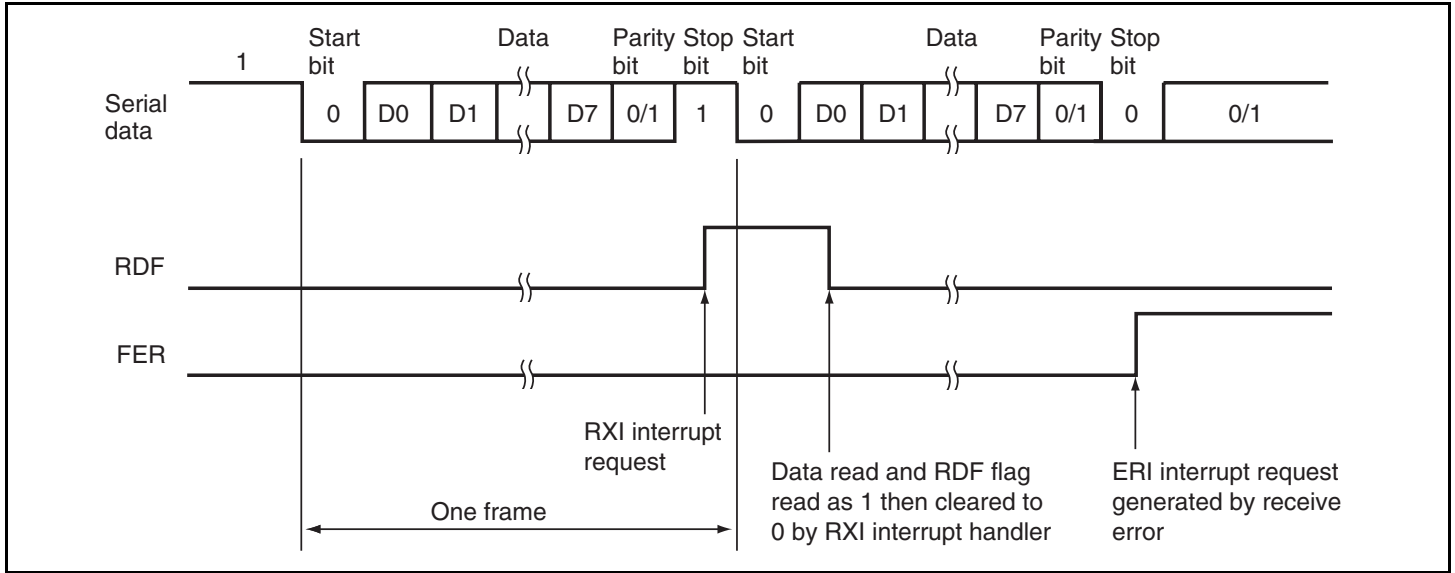 Start bit Data Parity bit Stop bit Start bit Data Parity bit Stop bit
1
Serial data
0 D0 D1 D7 0/1 1 0 D0 D1 D7 0/1 0 0/1
RDF
FER
RXI interrupt
request
Data read and RDF flag
read as 1 then cleared to
0 by RXI interrupt handler
ERI interrupt request
generated by receive
error
One frame